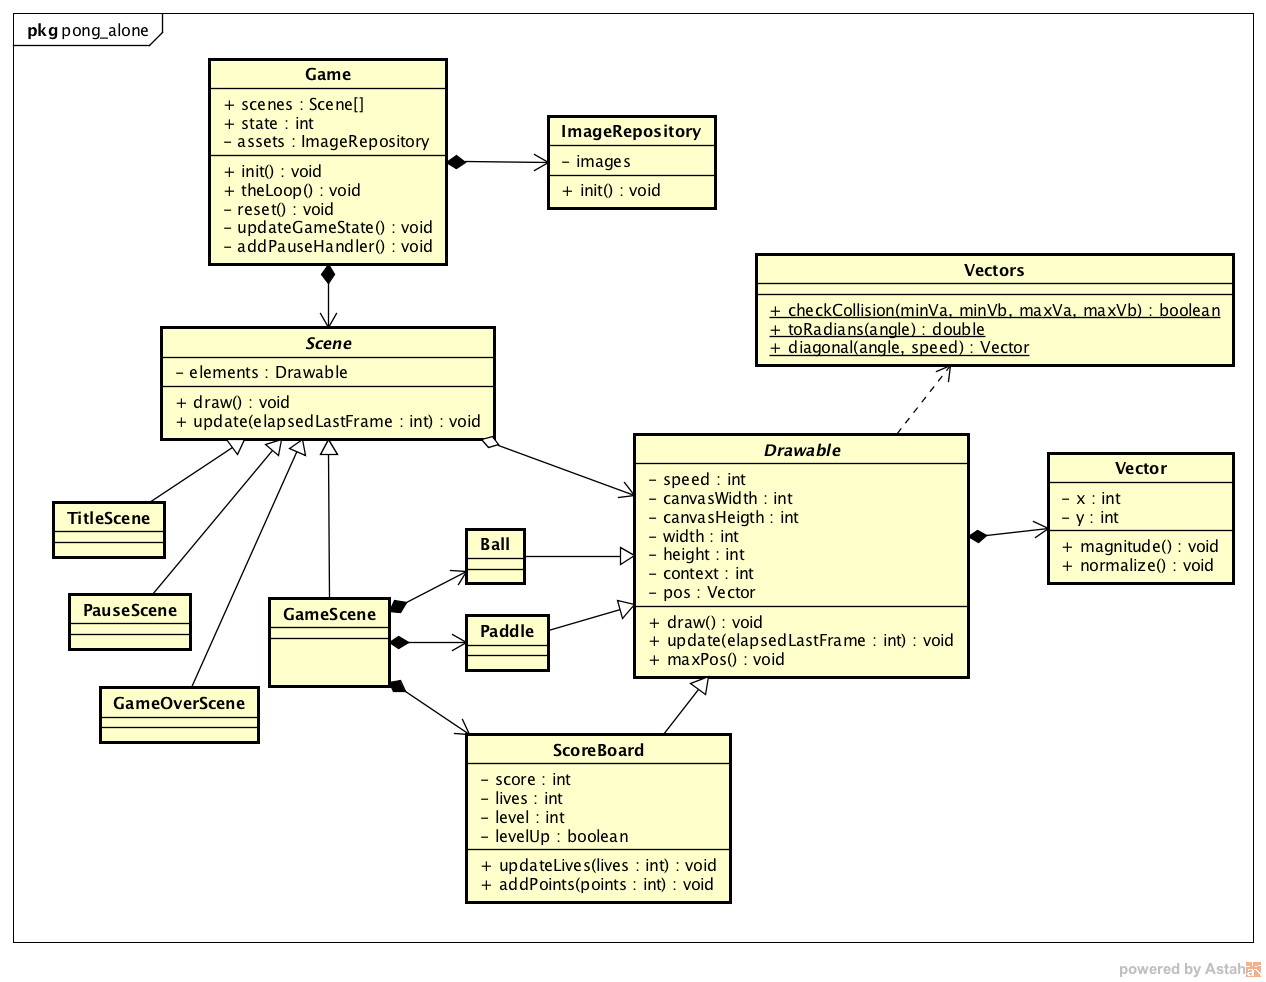 pkg pong_alone
Game
+ scenes : Scene[]
+ state : int
- assets : ImageRepository
+ init() : void
+ theLoop() : void
- reset() : void
- updateGameState() : void
- addPauseHandler() : void
ImageRepository
- images
+ init() : void
Vectors
+ checkCollision(minVa, minVb, maxVa, maxVb) : boolean
+ toRadians(angle) : double
+ diagonal(angle, speed) : Vector
Scene
- elements : Drawable
+ draw() : void
+ update(elapsedLastFrame : int) : void
Drawable
- speed : int
- canvasWidth : int
- canvasHeigth : int
- width : int
- height : int
- context : int
- pos : Vector
+ draw() : void
+ update(elapsedLastFrame : int) : void
+ maxPos() : void
Vector
- x : int
- y : int
+ magnitude() : void
+ normalize() : void
TitleScene
Ball
PauseScene
GameScene
Paddle
GameOverScene
ScoreBoard
- score : int
- lives : int
- level : int
- levelUp : boolean
+ updateLives(lives : int) : void
+ addPoints(points : int) : void
powered by Astah